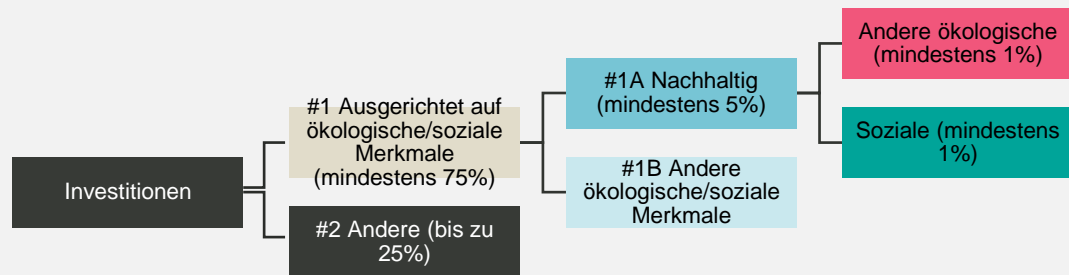 Investitionen
#1 Ausgerichtet auf
ökologische/soziale
Merkmale
(mindestens 75%)
#2 Andere (bis zu
25%)
#1A Nachhaltig
(mindestens 5%)
#1B Andere
ökologische/soziale
Merkmale
Andere ökologische
(mindestens 1%)
Soziale (mindestens
1%)